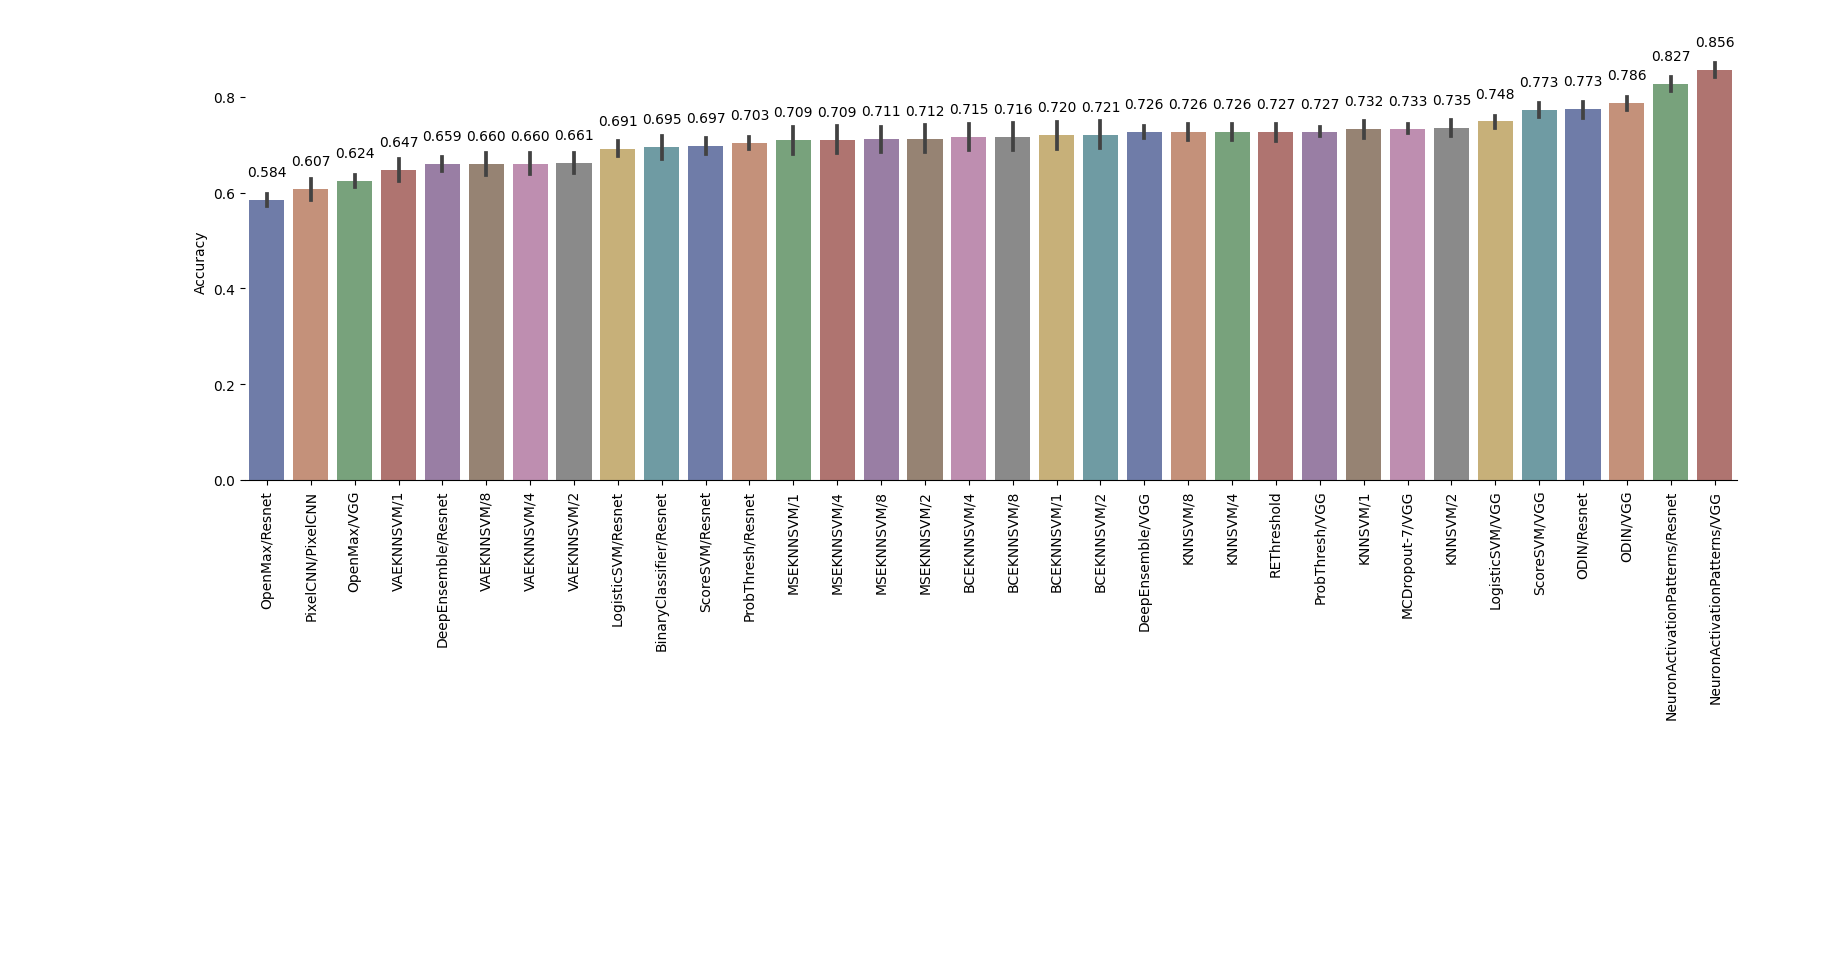 0.584
0.607
0.624
0.647
0.659
0.660
0.660
0.661
0.691
0.695
0.697
0.703
0.709
0.709
0.711
0.712
0.715
0.716
0.720
0.721
0.726
0.726
0.726
0.727
0.727
0.732
0.733
0.735
0.748
0.773
0.773
0.786
0.827
0.856
Accuracy
0.8
0.6
0.4
0.2
0.0
OpenMax/Resnet
PixelCNN/PixelCNN
OpenMax/VGG
VAEKNNSVM/1
DeepEnsemble/Resnet
VAEKNNSVM/8
VAEKNNSVM/4
VAEKNNSVM/2
LogisticSVM/Resnet
BinaryClassifier/Resnet
ScoreSVM/Resnet
ProbThresh/Resnet
MSEKNNSVM/1
MSEKNNSVM/4
MSEKNNSVM/8
MSEKNNSVM/2
BCEKNNSVM/4
BCEKNNSVM/8
BCEKNNSVM/1
BCEKNNSVM/2
DeepEnsemble/VGG
KNNSVM/8
KNNSVM/4
REThreshold
ProbThresh/VGG
KNNSVM/1
MCDropout-7/VGG
KNNSVM/2
LogisticSVM/VGG
ScoreSVM/VGG
ODIN/Resnet
ODIN/VGG
NeuronActivationPatterns/Resnet
NeuronActivationPatterns/VGG